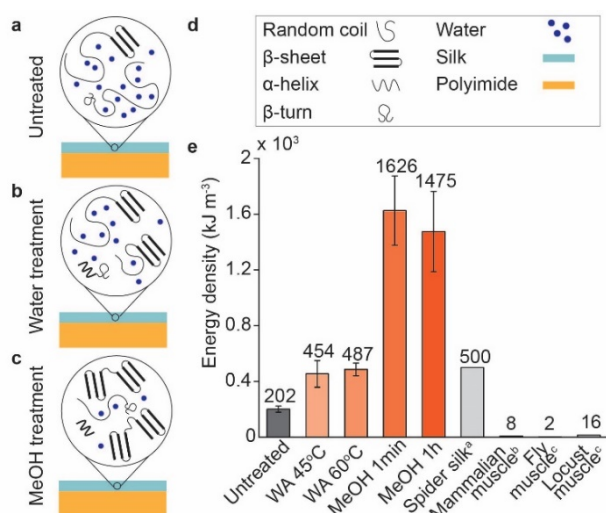 a
Untreated
b
Water treatment
c
MeOH treatment
d
Random coil
β-sheet
α-helix
β-turn
Water
Silk
Polyimide
e
x 10³
Energy density (kJ m⁻³)
2
1.6
1.2
0.8
0.4
0
202
454
487
1626
1475
500
8
2
16
Untreated
WA 45°C
WA 60°C
MeOH 1min
MeOH 1h
Spider silkᵃ
Mammalian
muscleᵇ
Fly
muscleᶜ
Locust
muscleᶜ